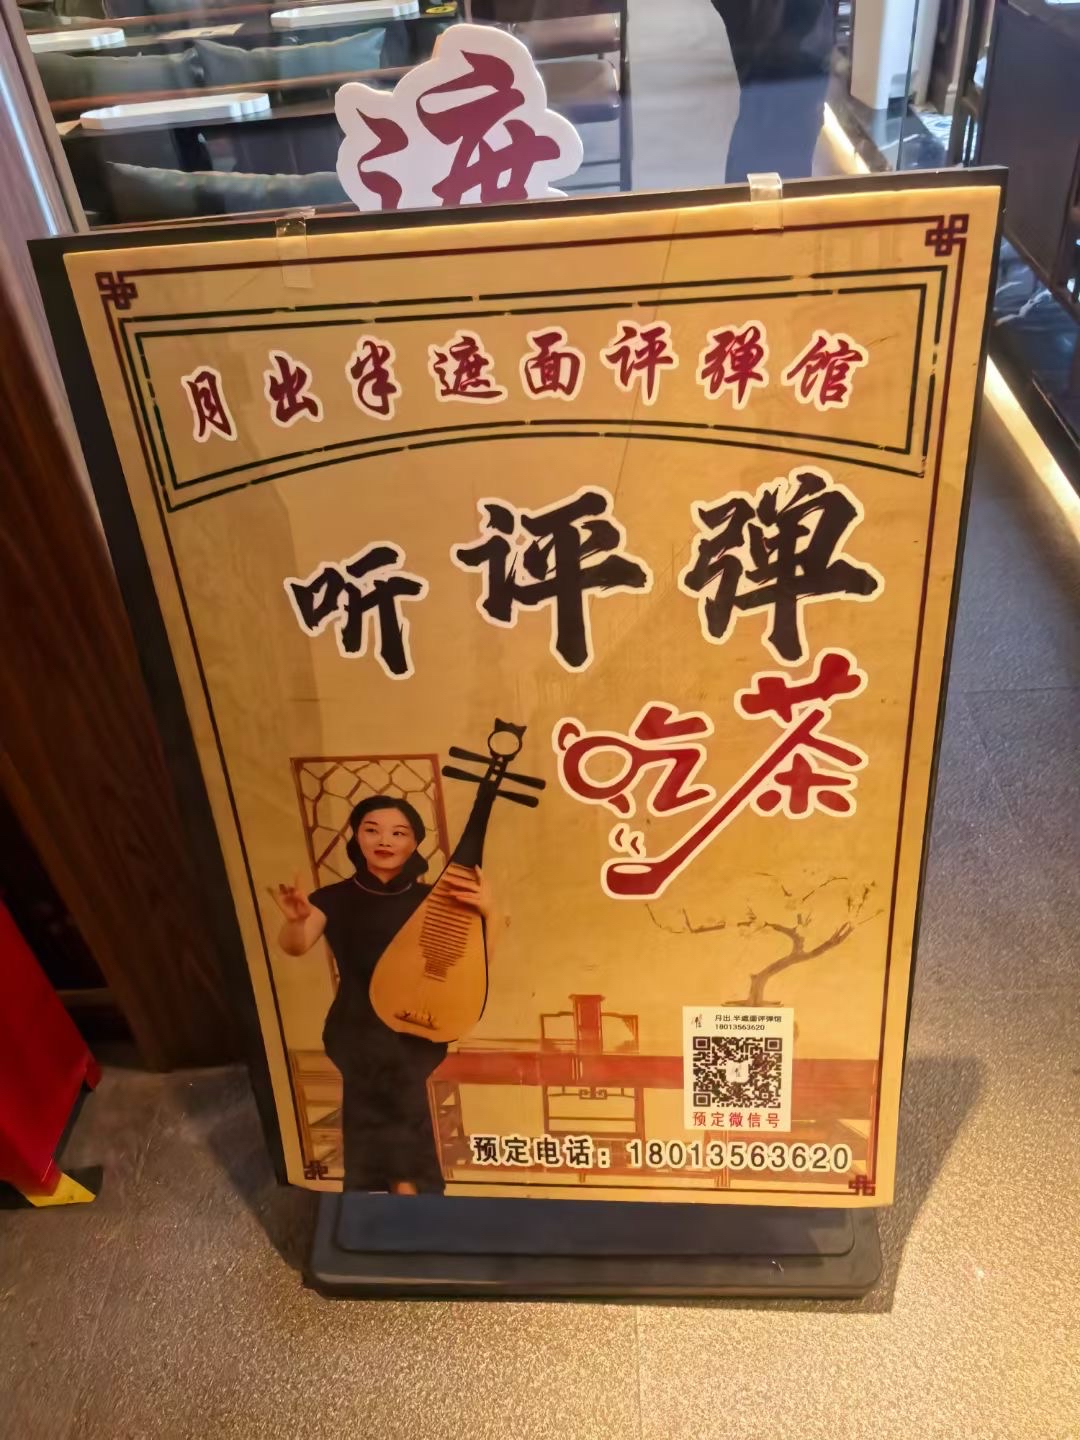 遮
月出半遮面评弹馆
听评弹
吃茶
月出.半遮面评弹馆
18013563620
预定微信号
预定电话：18013563620